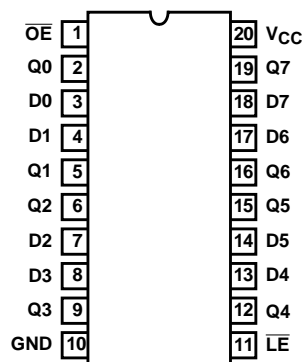 O̅E̅ 1 20 VCC
Q0 2 19 Q7
D0 3 18 D7
D1 4 17 D6
Q1 5 16 Q6
Q2 6 15 Q5
D2 7 14 D5
D3 8 13 D4
Q3 9 12 Q4
GND 10 11 L̅E̅